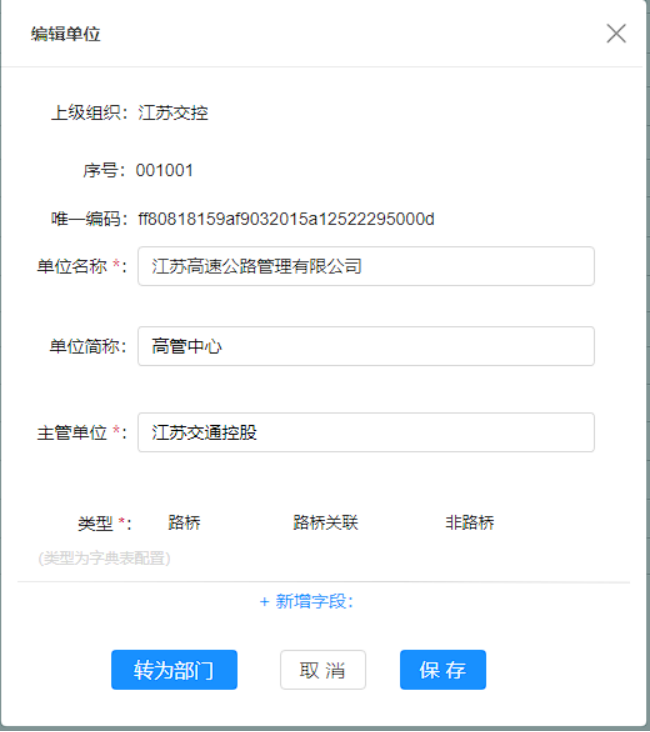 编辑单位
上级组织：江苏交控
序号：001001
唯一编码：ff80818159af9032015a12522295000d
单位名称 *： 江苏高速公路管理有限公司
单位简称： 高管中心
主管单位 *： 江苏交通控股
类型 *： 路桥 路桥关联 非路桥
(类型为字典表配置)
+ 新增字段：
转为部门 取 消 保 存